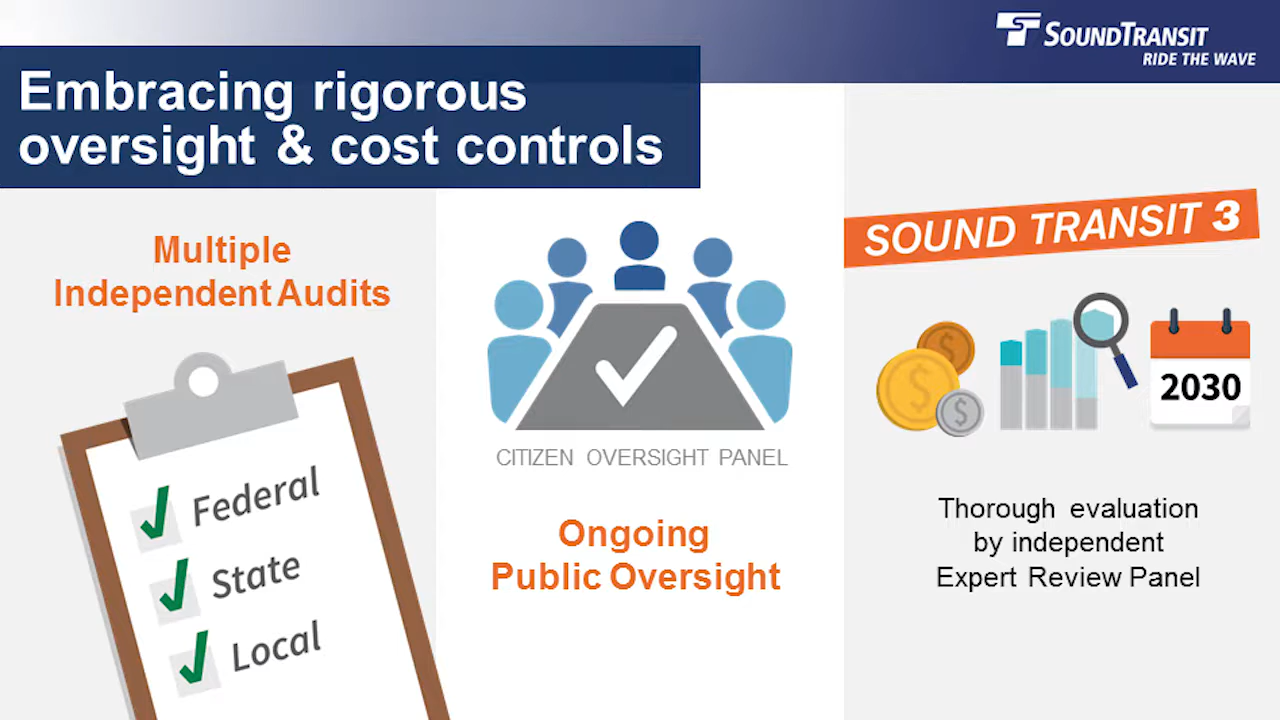 SOUNDTRANSIT
RIDE THE WAVE
Embracing rigorous
oversight & cost controls
Multiple
Independent Audits
Federal
State
Local
CITIZEN OVERSIGHT PANEL
Ongoing
Public Oversight
SOUND TRANSIT 3
$
$
$
2030
Thorough evaluation
by independent
Expert Review Panel